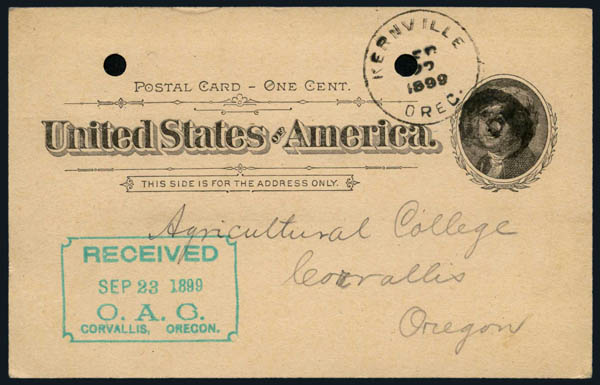 KERNVILLE
1899
OREG.
POSTAL CARD - ONE CENT.
United States OF America.
THIS SIDE IS FOR THE ADDRESS ONLY.
Agricultural College
Corvallis
Oregon
RECEIVED
SEP 23 1899
O. A. C.
CORVALLIS, OREGON.